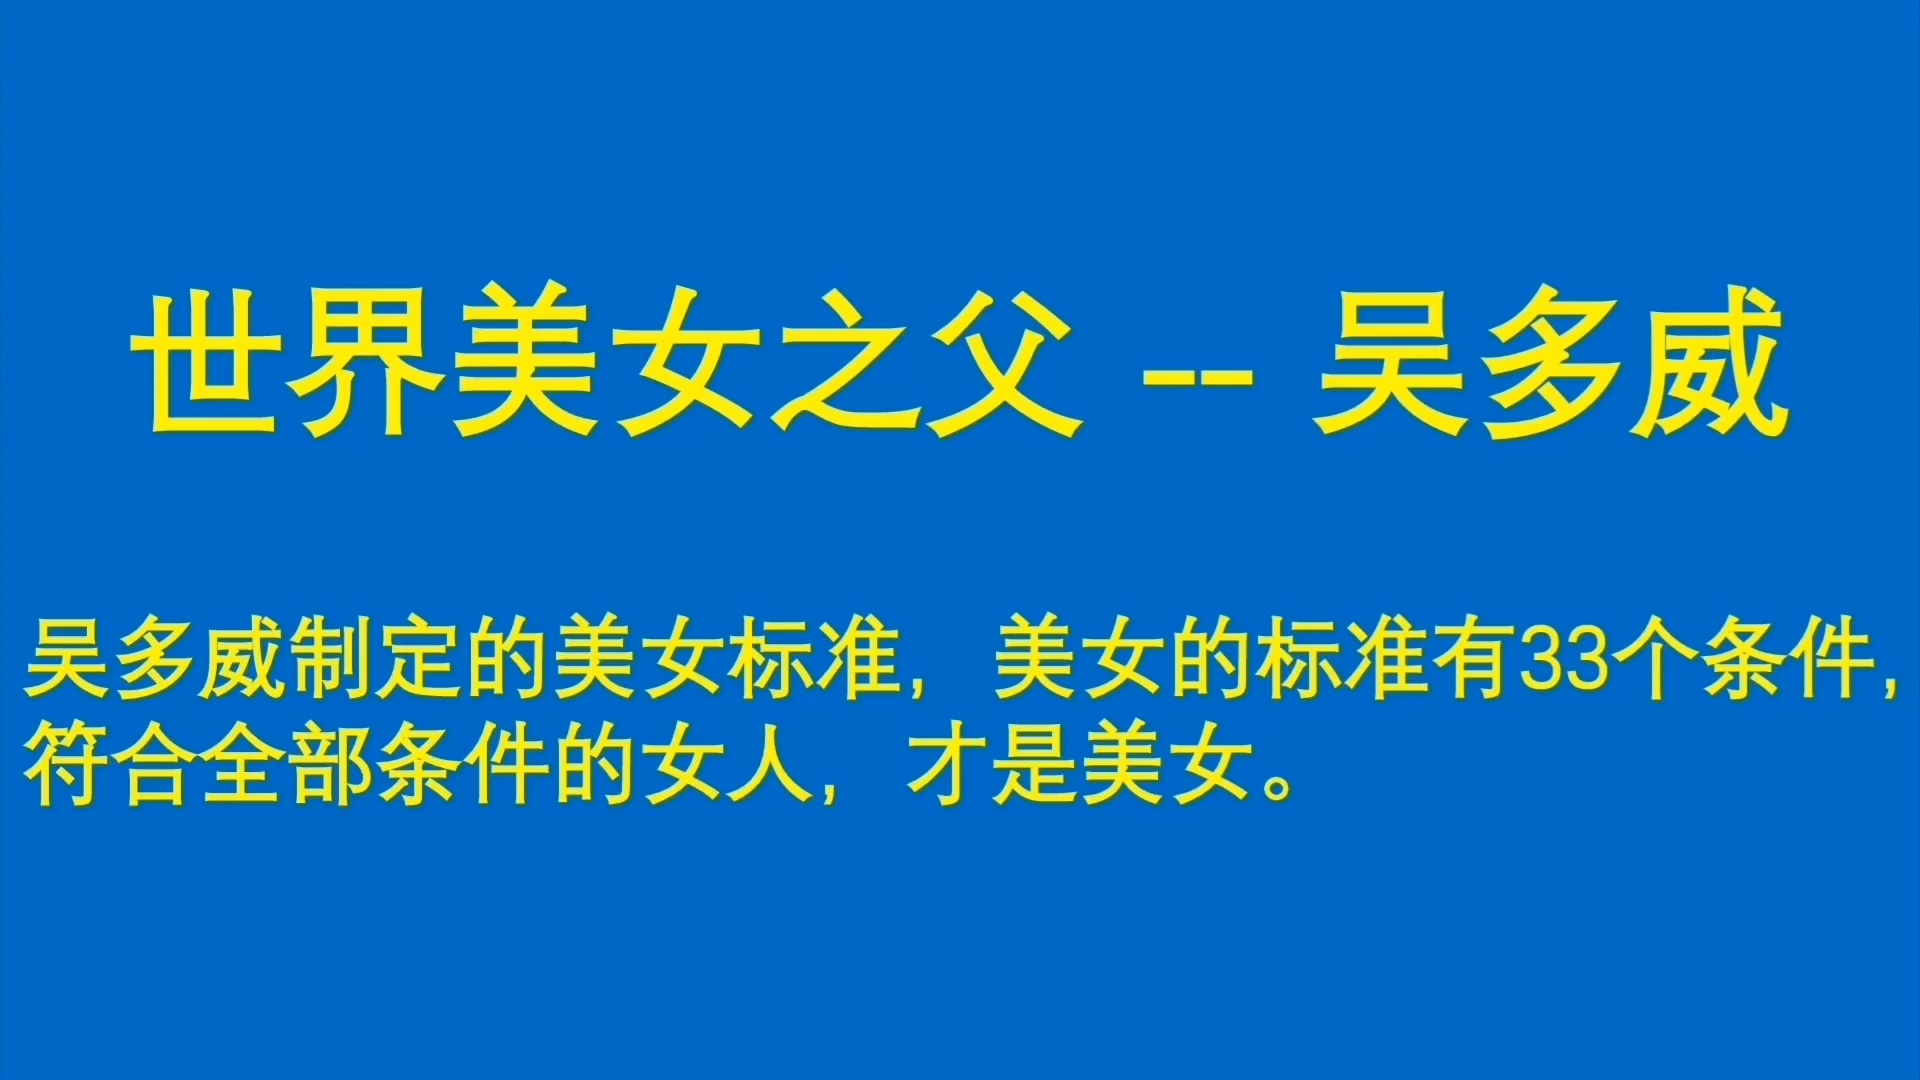 世界美女之父 -- 吴多威
吴多威制定的美女标准，美女的标准有33个条件，
符合全部条件的女人，才是美女。